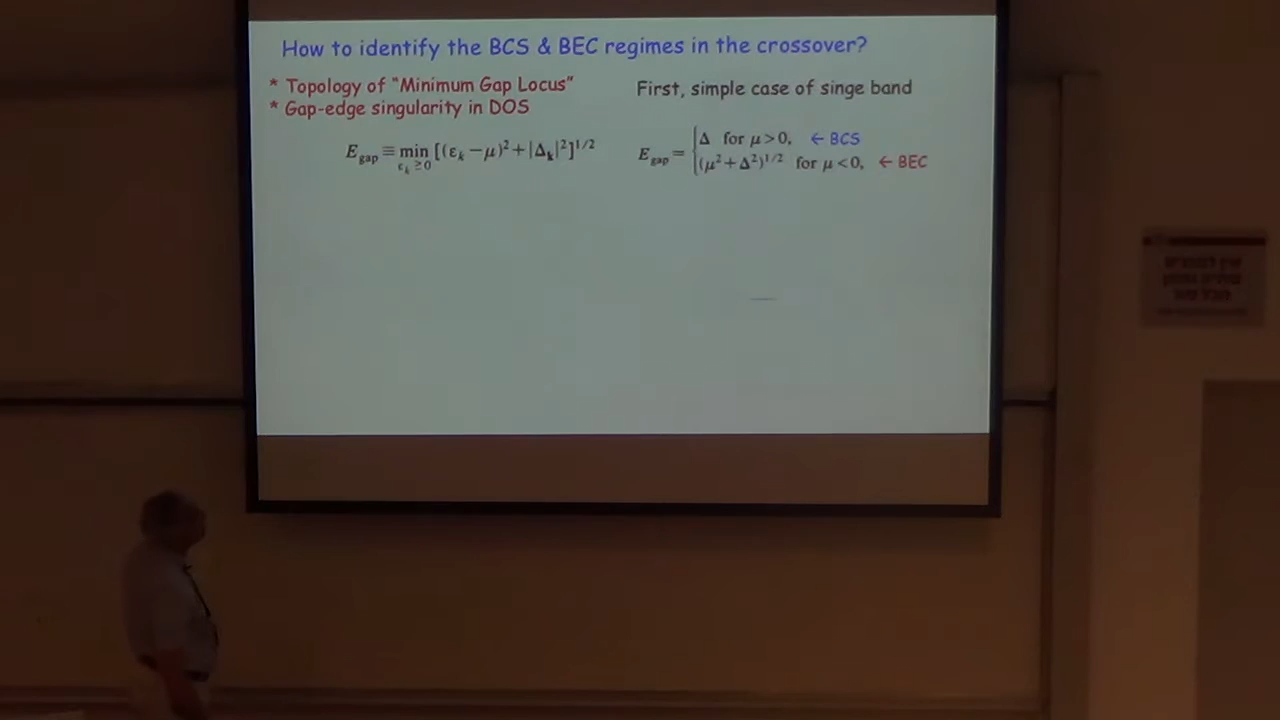 How to identify the BCS & BEC regimes in the crossover?
* Topology of "Minimum Gap Locus"
* Gap-edge singularity in DOS
E_gap ≡ min_{ε_k ≥ 0} [(ε_k − μ)² + |Δ_k|²]^{1/2}
First, simple case of singe band
E_gap = { Δ for μ > 0, ← BCS
(μ² + Δ²)^{1/2} for μ < 0, ← BEC